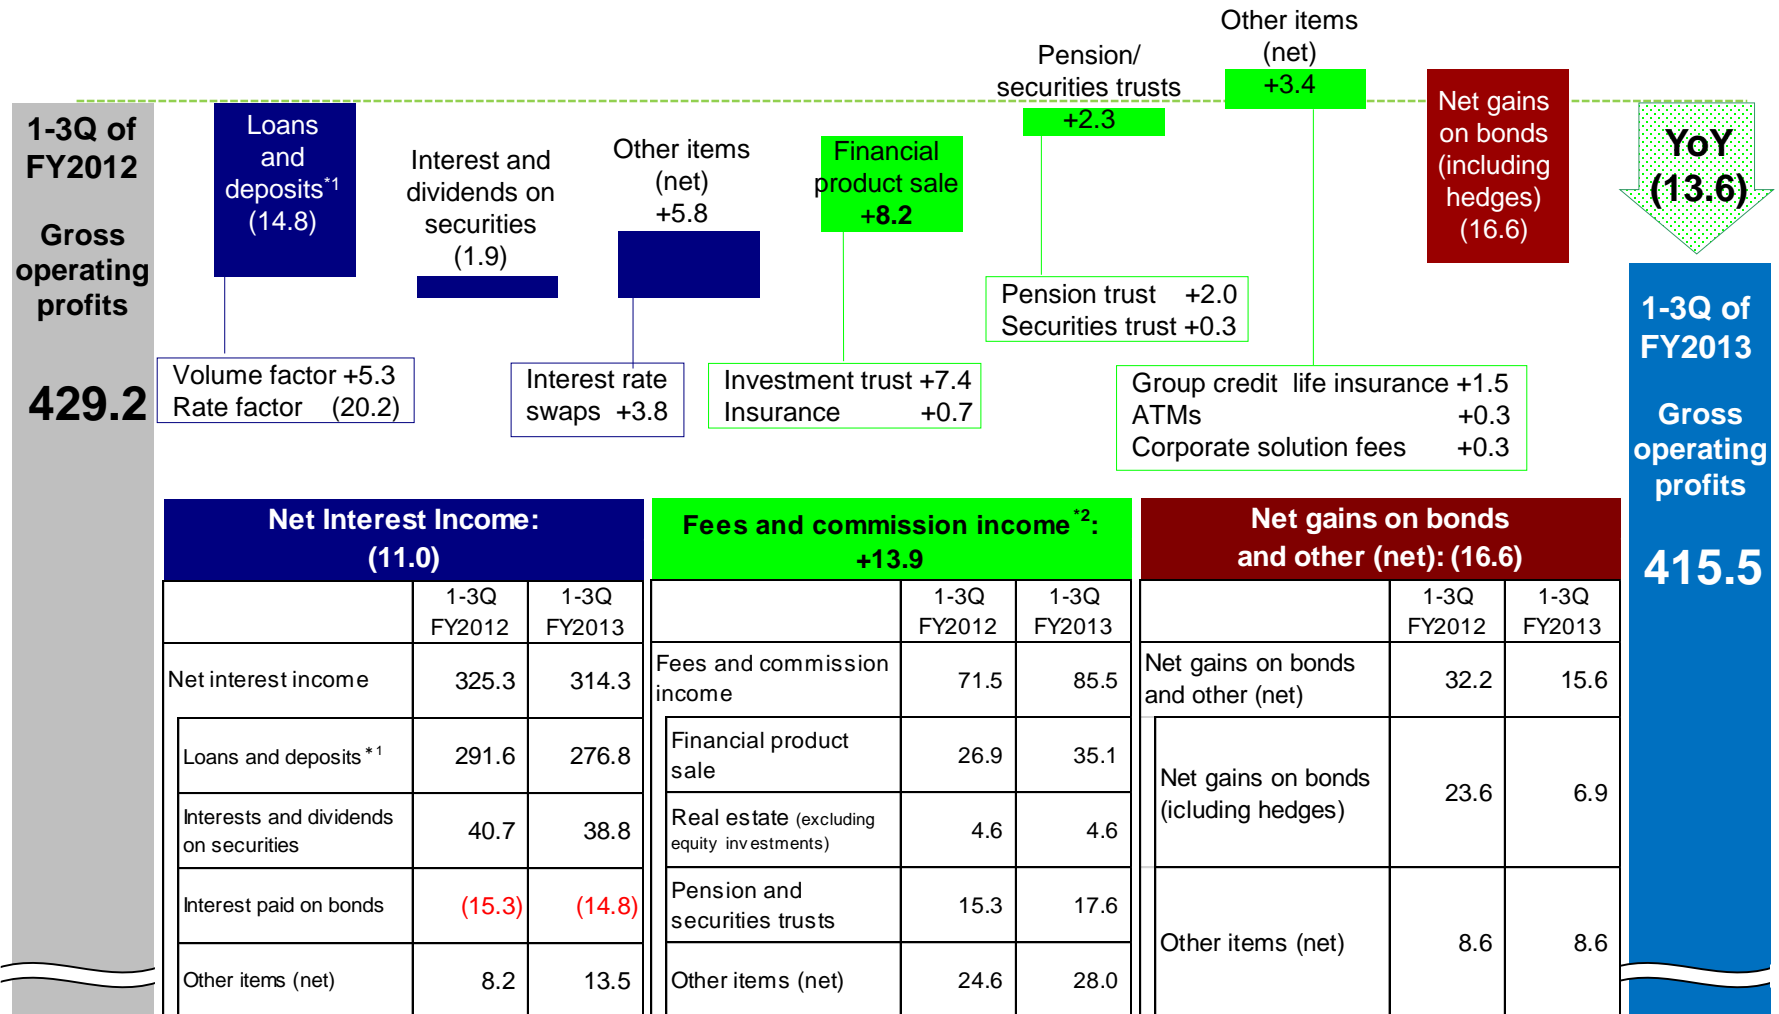 1-3Q of
FY2012
Gross
operating
profits
429.2
Loans
and
deposits*1
(14.8)
Volume factor +5.3
Rate factor (20.2)
Interest and
dividends on
securities
(1.9)
Other items
(net)
+5.8
Interest rate
swaps +3.8
Financial
product sale
+8.2
Investment trust +7.4
Insurance +0.7
Pension/
securities trusts
+2.3
Pension trust +2.0
Securities trust +0.3
Other items
(net)
+3.4
Group credit life insurance +1.5
ATMs +0.3
Corporate solution fees +0.3
Net gains
on bonds
(including
hedges)
(16.6)
YoY
(13.6)
1-3Q of
FY2013
Gross
operating
profits
415.5
Net Interest Income:
(11.0)
1-3Q 1-3Q
FY2012 FY2013
Net interest income 325.3 314.3
Loans and deposits*1 291.6 276.8
Interests and dividends
on securities 40.7 38.8
Interest paid on bonds (15.3) (14.8)
Other items (net) 8.2 13.5
Fees and commission income*2:
+13.9
1-3Q 1-3Q
FY2012 FY2013
Fees and commission
income 71.5 85.5
Financial product
sale 26.9 35.1
Real estate (excluding
equity investments) 4.6 4.6
Pension and
securities trusts 15.3 17.6
Other items (net) 24.6 28.0
Net gains on bonds
and other (net): (16.6)
1-3Q 1-3Q
FY2012 FY2013
Net gains on bonds
and other (net) 32.2 15.6
Net gains on bonds
(icluding hedges) 23.6 6.9
Other items (net) 8.6 8.6